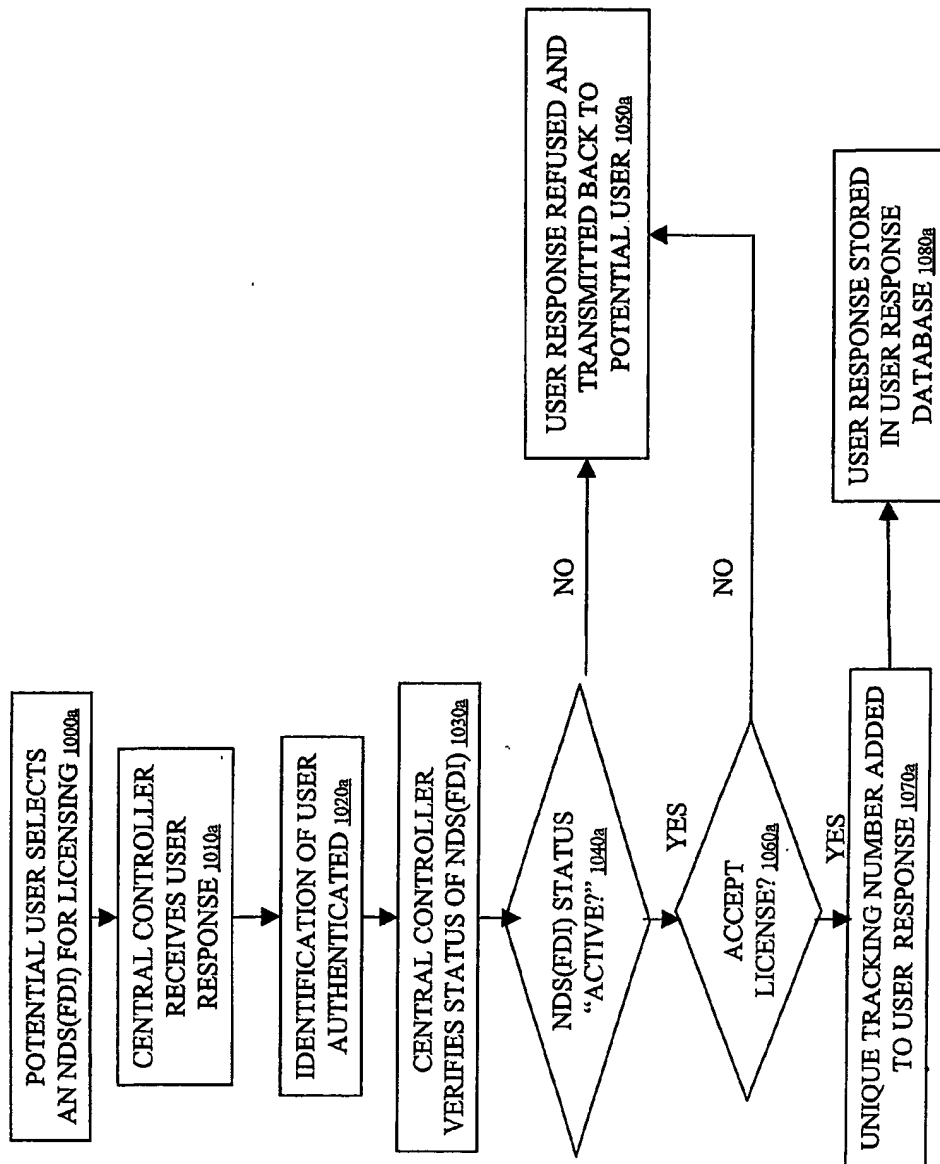 POTENTIAL USER SELECTS
AN NDS(FDI) FOR LICENSING 1000a
CENTRAL CONTROLLER
RECEIVES USER
RESPONSE 1010a
IDENTIFICATION OF USER
AUTHENTICATED 1020a
CENTRAL CONTROLLER
VERIFIES STATUS OF NDS(FDI) 1030a
NDS(FDI) STATUS
“ACTIVE?” 1040a
NO
USER RESPONSE REFUSED AND
TRANSMITTED BACK TO
POTENTIAL USER 1050a
YES
ACCEPT
LICENSE? 1060a
NO
YES
UNIQUE TRACKING NUMBER ADDED
TO USER RESPONSE 1070a
USER RESPONSE STORED
IN USER RESPONSE
DATABASE 1080a